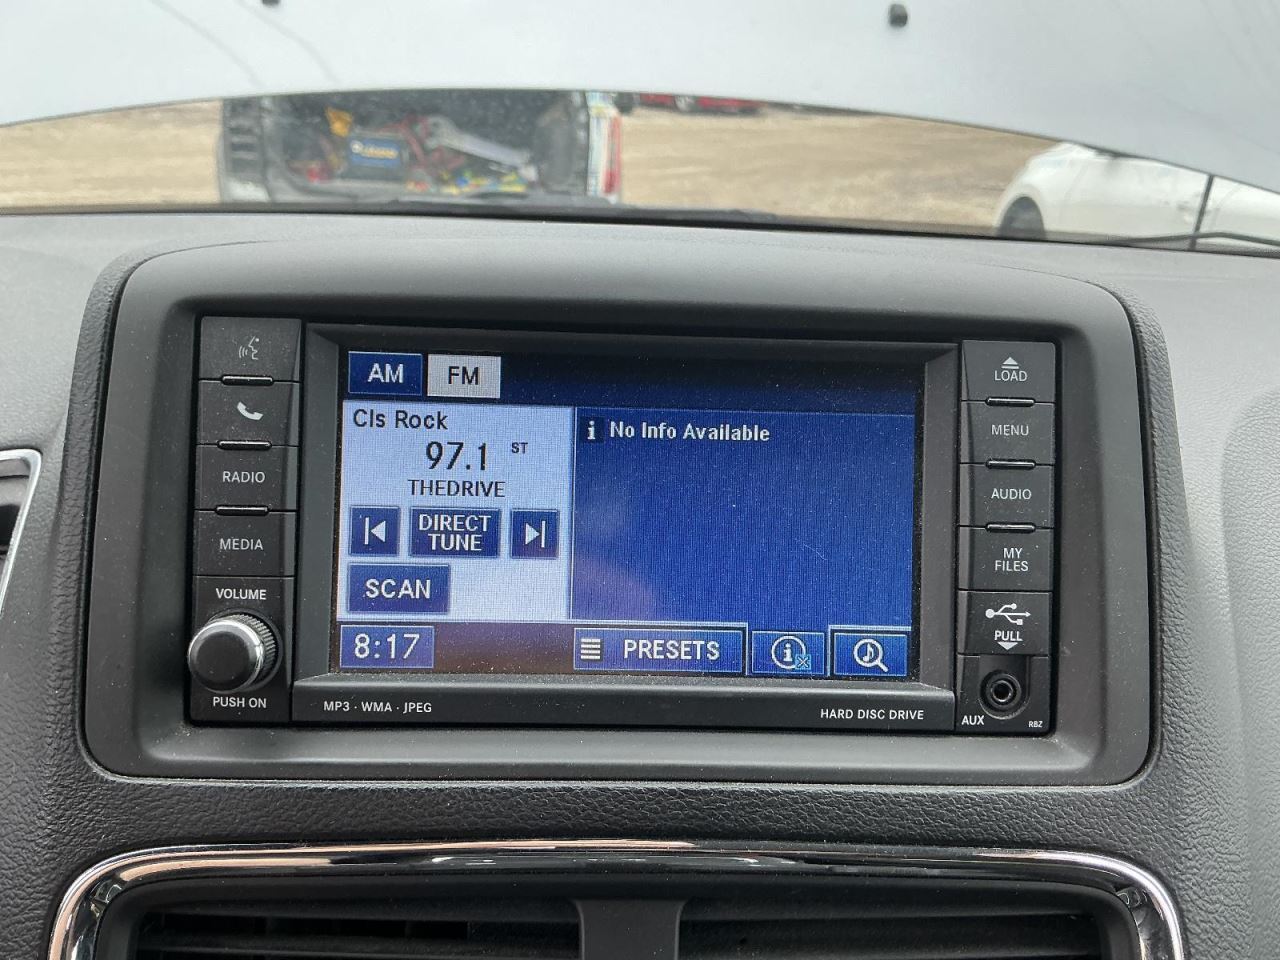 AM
FM
Cls Rock
97.1 ST
THEDRIVE
DIRECT
TUNE
SCAN
8:17
i No Info Available
PRESETS
i
RADIO
MEDIA
VOLUME
PUSH ON
MP3 · WMA · JPEG
HARD DISC DRIVE
LOAD
MENU
AUDIO
MY
FILES
PULL
AUX
RBZ